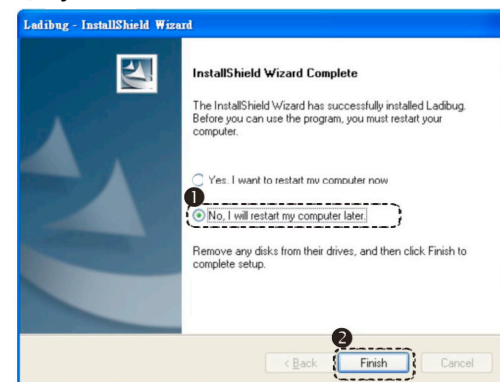 Ladibug - InstallShield Wizard
InstallShield Wizard Complete
The InstallShield Wizard has successfully installed Ladibug.
Before you can use the program, you must restart your
computer.
Yes, I want to restart my computer now
1
No, I will restart my computer later.
Remove any disks from their drives, and then click Finish to
complete setup.
2
< Back
Finish
Cancel